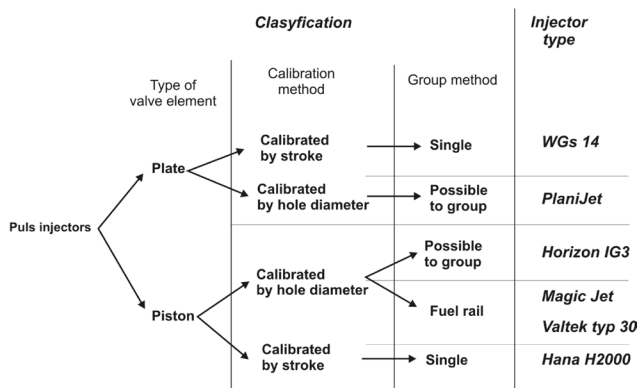 Clasyfication
Injector
type
Type of
valve element
Calibration
method
Group method
Calibrated
by stroke
Single
WGs 14
Plate
Calibrated
by hole diameter
Possible
to group
PlaniJet
Puls injectors
Possible
to group
Horizon IG3
Calibrated
by hole diameter
Fuel rail
Magic Jet
Valtek typ 30
Piston
Calibrated
by stroke
Single
Hana H2000